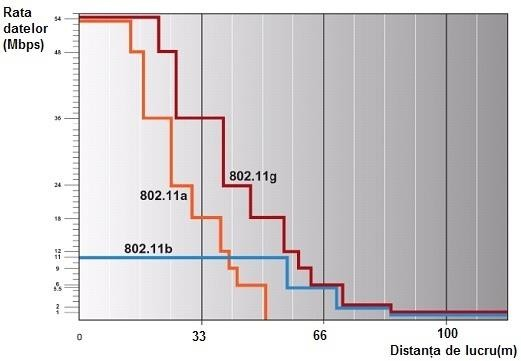 Rata
datelor
(Mbps)
54
48
36
24
18
12
11
9
6
5.5
2
1
802.11g
802.11a
802.11b
0
33
66
100
Distanța de lucru(m)